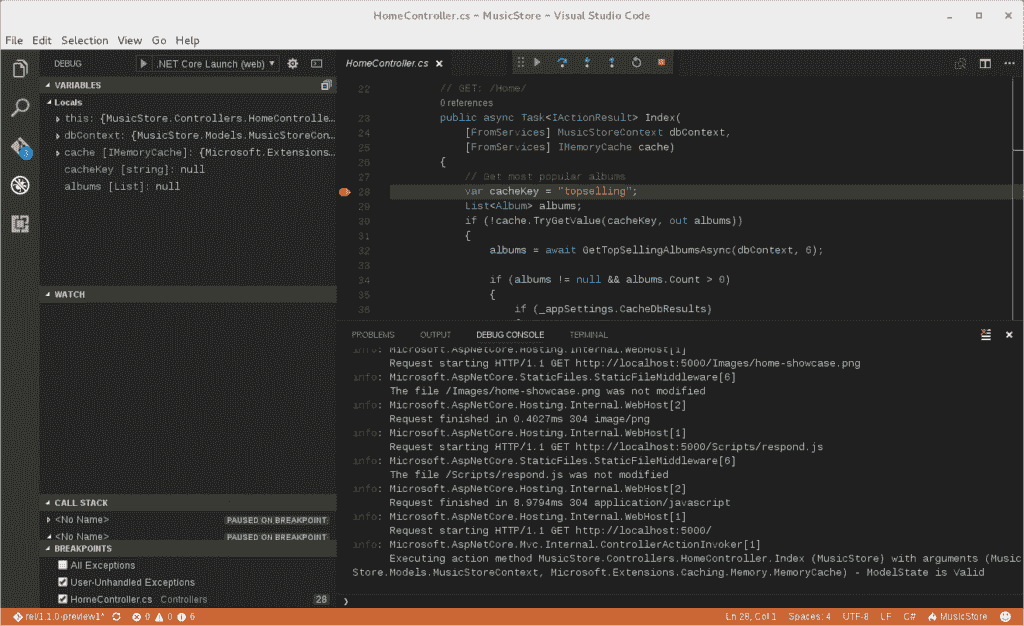 HomeController.cs ~ MusicStore ~ Visual Studio Code
File Edit Selection View Go Help
DEBUG
.NET Core Launch (web)
HomeController.cs
VARIABLES
Locals
this: {MusicStore.Controllers.HomeControlle...
dbContext: {MusicStore.Models.MusicStoreCon...
cache [IMemoryCache]: {Microsoft.Extensions...
cacheKey [string]: null
albums [List]: null
WATCH
CALL STACK
<No Name> PAUSED ON BREAKPOINT
<No Name> PAUSED ON BREAKPOINT
BREAKPOINTS
All Exceptions
User-Unhandled Exceptions
HomeController.cs Controllers 28
3
22 // GET: /Home/
0 references
23 public async Task<IActionResult> Index(
24 [FromServices] MusicStoreContext dbContext,
25 [FromServices] IMemoryCache cache)
26 {
27 // Get most popular albums
28 var cacheKey = "topselling";
29 List<Album> albums;
30 if (!cache.TryGetValue(cacheKey, out albums))
31 {
32 albums = await GetTopSellingAlbumsAsync(dbContext, 6);
33
34 if (albums != null && albums.Count > 0)
35 {
36 if (_appSettings.CacheDbResults)
PROBLEMS OUTPUT DEBUG CONSOLE TERMINAL
info: Microsoft.AspNetCore.Hosting.Internal.WebHost[1]
Request starting HTTP/1.1 GET http://localhost:5000/Images/home-showcase.png
info: Microsoft.AspNetCore.StaticFiles.StaticFileMiddleware[6]
The file /Images/home-showcase.png was not modified
info: Microsoft.AspNetCore.Hosting.Internal.WebHost[2]
Request finished in 0.4027ms 304 image/png
info: Microsoft.AspNetCore.Hosting.Internal.WebHost[1]
Request starting HTTP/1.1 GET http://localhost:5000/Scripts/respond.js
info: Microsoft.AspNetCore.StaticFiles.StaticFileMiddleware[6]
The file /Scripts/respond.js was not modified
info: Microsoft.AspNetCore.Hosting.Internal.WebHost[2]
Request finished in 8.9794ms 304 application/javascript
info: Microsoft.AspNetCore.Hosting.Internal.WebHost[1]
Request starting HTTP/1.1 GET http://localhost:5000/
info: Microsoft.AspNetCore.Mvc.Internal.ControllerActionInvoker[1]
Executing action method MusicStore.Controllers.HomeController.Index (MusicStore) with arguments (Music
Store.Models.MusicStoreContext, Microsoft.Extensions.Caching.Memory.MemoryCache) - ModelState is Valid
rel/1.1.0-preview1* 0 0 6 Ln 28, Col 1 Spaces: 4 UTF-8 LF C# MusicStore